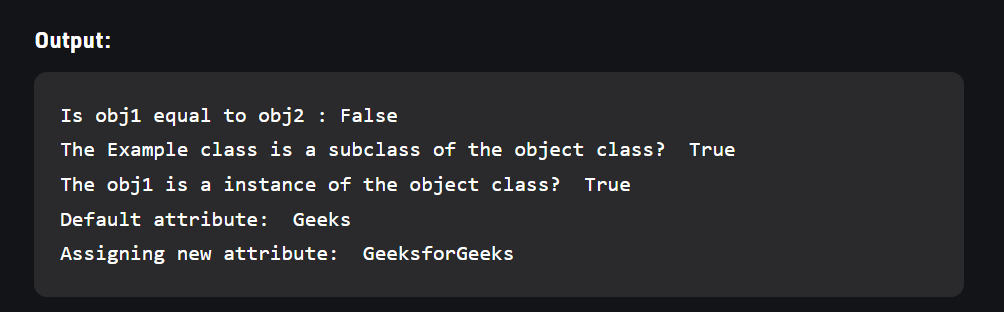 Output:
Is obj1 equal to obj2 : False
The Example class is a subclass of the object class?  True
The obj1 is a instance of the object class?  True
Default attribute:  Geeks
Assigning new attribute:  GeeksforGeeks